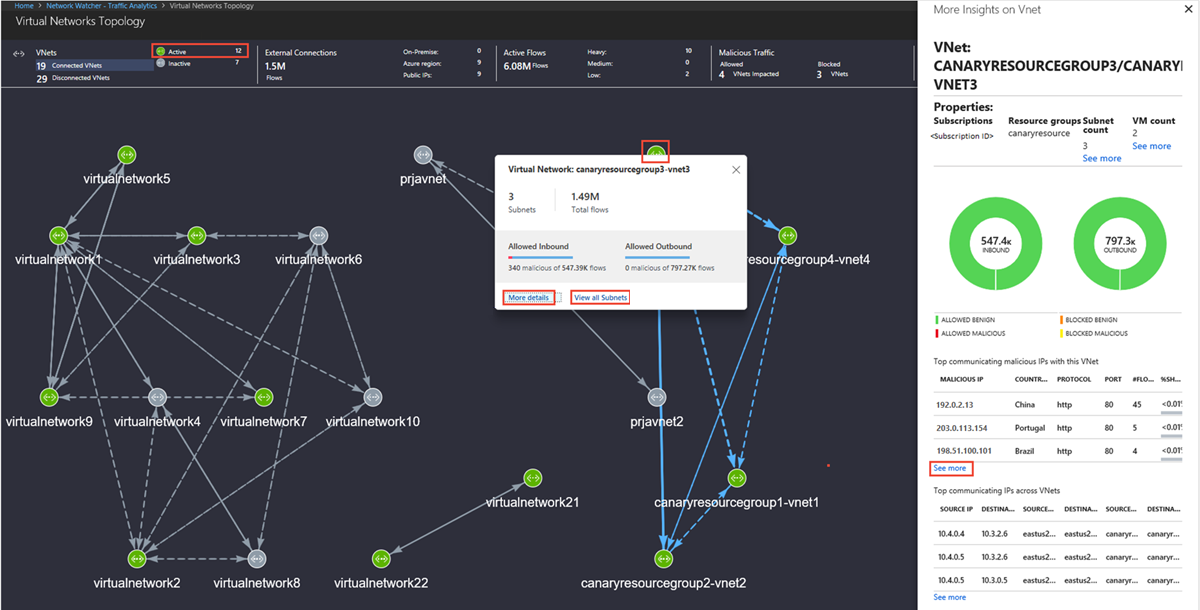 Home > Network Watcher - Traffic Analytics > Virtual Networks Topology
Virtual Networks Topology
VNets
19 Connected VNets
29 Disconnected VNets
Active 12
Inactive 7
External Connections
1.5M
Flows
On-Premise: 0
Azure region: 9
Public IPs: 9
Active Flows
6.08M Flows
Heavy: 10
Medium: 0
Low: 2
Malicious Traffic
Allowed
4 VNets Impacted
Blocked
3 VNets
virtualnetwork5
prjavnet
virtualnetwork1
virtualnetwork3
virtualnetwork6
resourcegroup4-vnet4
Virtual Network: canaryresourcegroup3-vnet3
3
Subnets
1.49M
Total flows
Allowed Inbound
340 malicious of 547.39K flows
Allowed Outbound
0 malicious of 797.27K flows
More details
View all Subnets
virtualnetwork9
virtualnetwork4
virtualnetwork7
virtualnetwork10
prjavnet2
virtualnetwork21
canaryresourcegroup1-vnet1
virtualnetwork2
virtualnetwork8
virtualnetwork22
canaryresourcegroup2-vnet2
More Insights on Vnet
VNet:
CANARYRESOURCEGROUP3/CANARY
VNET3
Properties:
Subscriptions
<Subscription ID>
Resource groups
canaryresource
Subnet
count
3
See more
VM count
2
See more
547.4K
INBOUND
797.3K
OUTBOUND
ALLOWED BENIGN
BLOCKED BENIGN
ALLOWED MALICIOUS
BLOCKED MALICIOUS
Top communicating malicious IPs with this VNet
MALICIOUS IP COUNTR... PROTOCOL PORT #FLO... %SH...
192.0.2.13 China http 80 45 <0.01
203.0.113.154 Portugal http 80 5 <0.01
198.51.100.101 Brazil http 80 4 <0.01
See more
Top communicating IPs across VNets
SOURCE IP DESTINA... SOURCE... DESTINA... SOURCE... DESTINA...
10.4.0.4 10.3.2.6 eastus2... eastus2... canaryr... canaryr...
10.4.0.5 10.3.2.6 eastus2... eastus2... canaryr... canaryr...
10.4.0.5 10.3.0.5 eastus2... eastus2... canaryr... canaryr...
See more